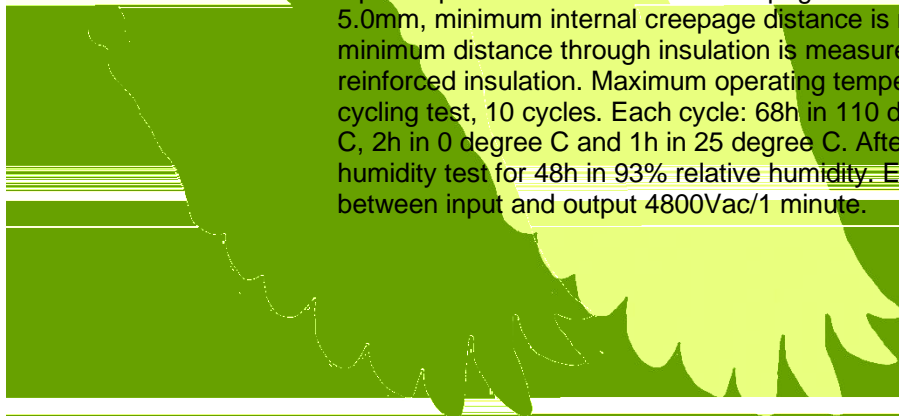 5.0mm, minimum internal creepage distance is
minimum distance through insulation is measure
reinforced insulation. Maximum operating tempe
cycling test, 10 cycles. Each cycle: 68h in 110 d
C, 2h in 0 degree C and 1h in 25 degree C. Afte
humidity test for 48h in 93% relative humidity. E
between input and output 4800Vac/1 minute.